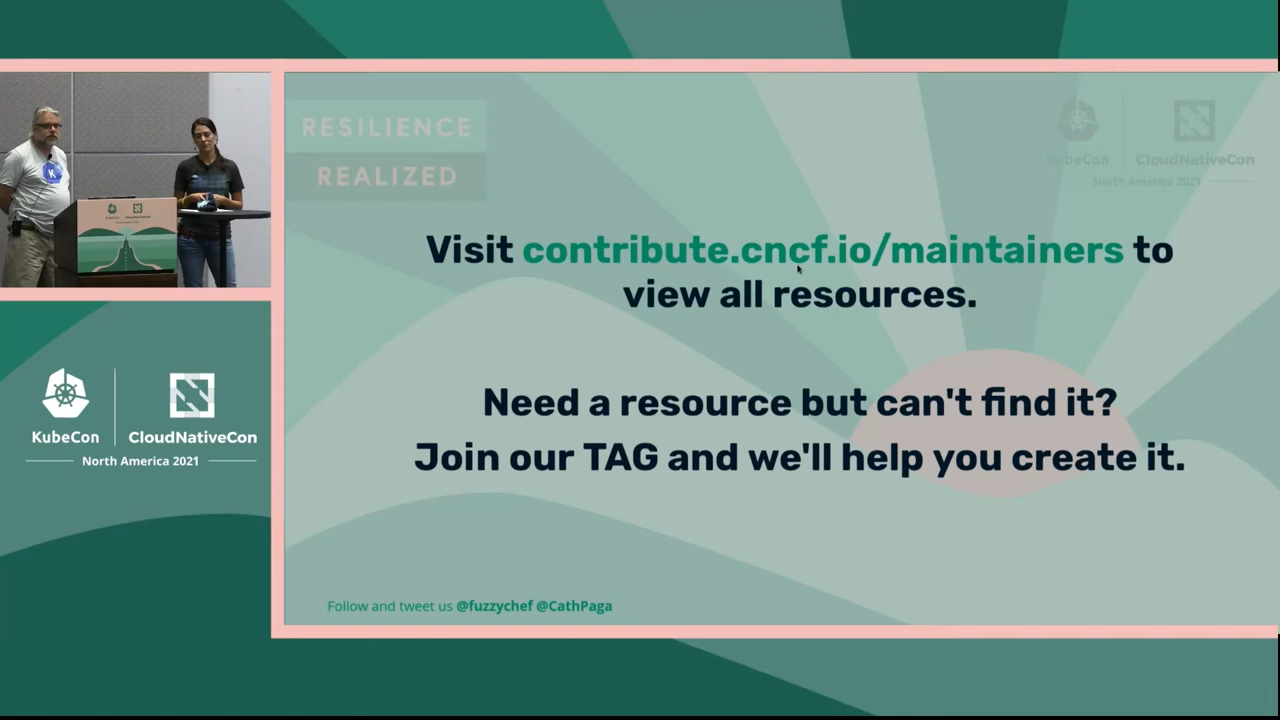 RESILIENCE
REALIZED
KubeCon
CloudNativeCon
North America 2021
Visit contribute.cncf.io/maintainers to
view all resources.
Need a resource but can't find it?
Join our TAG and we'll help you create it.
Follow and tweet us @fuzzychef @CathPaga
KubeCon
CloudNativeCon
North America 2021